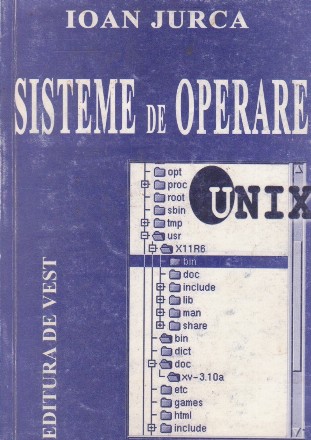 IOAN JURCA
SISTEME DE OPERARE
UNIX
opt
proc
root
sbin
tmp
usr
X11R6
bin
doc
include
lib
man
share
bin
dict
doc
xv-3.10a
etc
games
html
include
EDITURA DE VEST